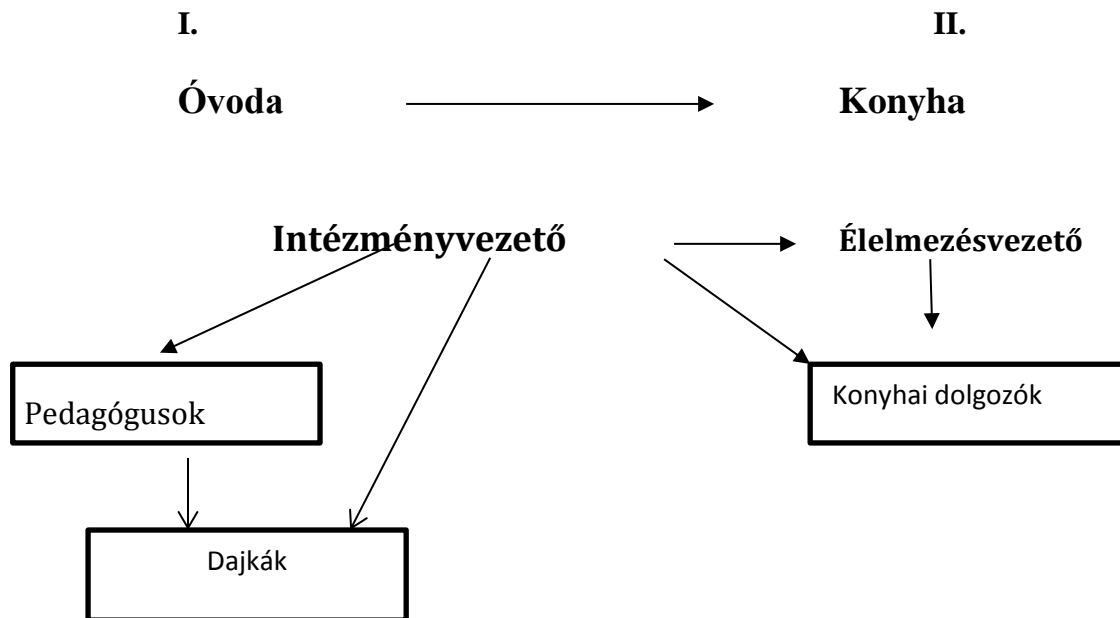 I. II.
Óvoda Konyha
Intézményvezető Élelmezésvezető
Pedagógusok Konyhai dolgozók
Dajkák